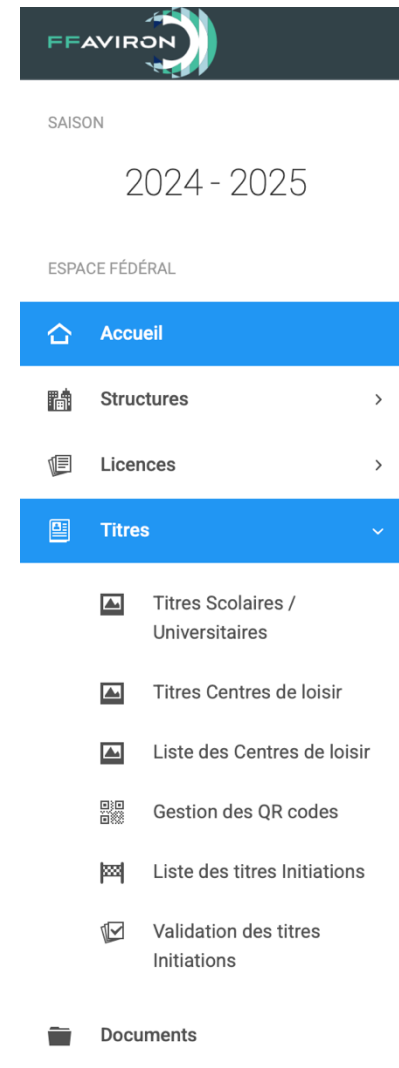 FFAVIRON
SAISON
2024 - 2025
ESPACE FÉDÉRAL
Accueil
Structures
Licences
Titres
Titres Scolaires /
Universitaires
Titres Centres de loisir
Liste des Centres de loisir
Gestion des QR codes
Liste des titres Initiations
Validation des titres
Initiations
Documents